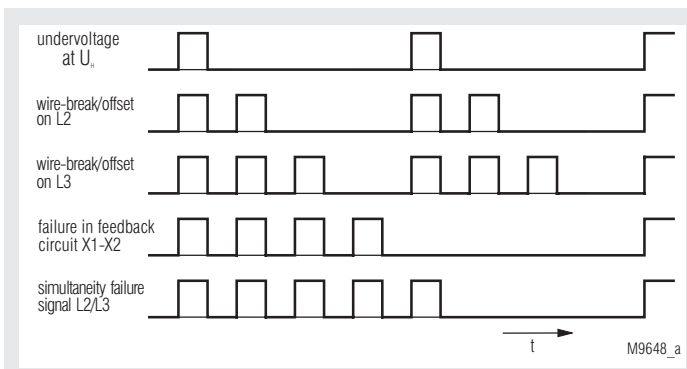 undervoltage
at U_H
wire-break/offset
on L2
wire-break/offset
on L3
failure in feedback
circuit X1-X2
simultaneity failure
signal L2/L3
t
M9648_a